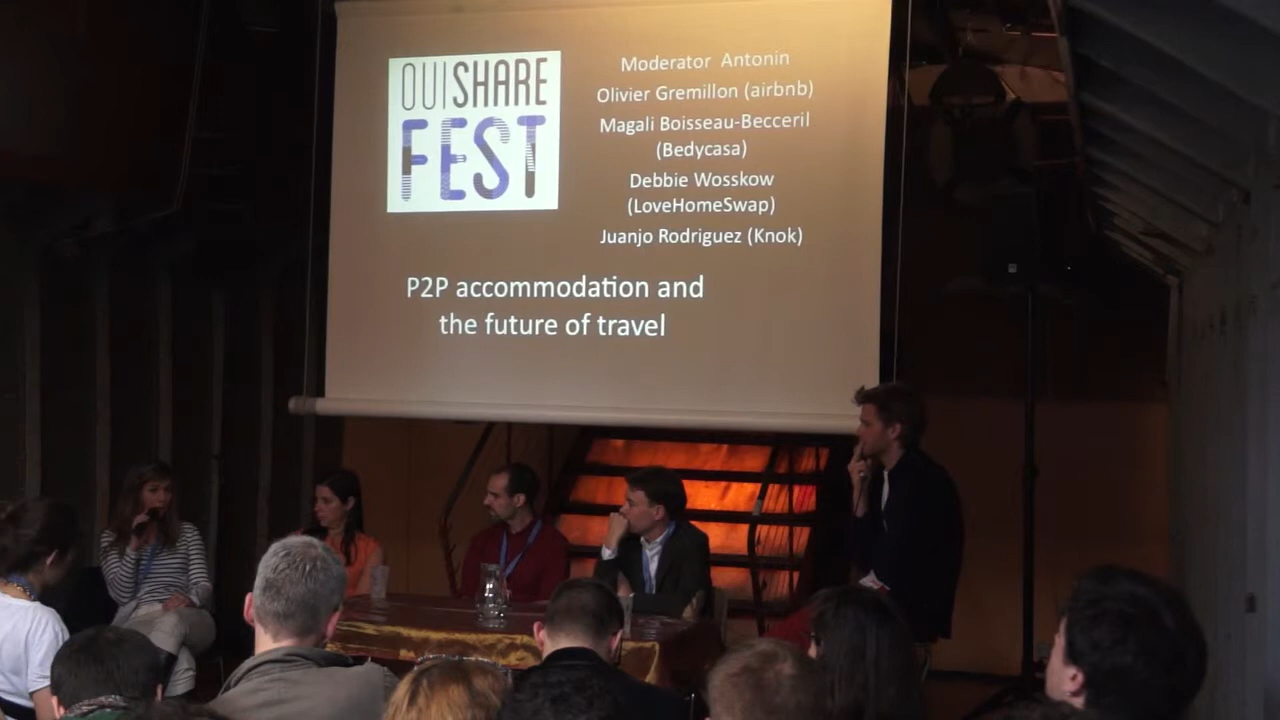 OUISHARE
FEST
Moderator Antonin
Olivier Gremillon (airbnb)
Magali Boisseau-Becceril
(Bedycasa)
Debbie Wosskow
(LoveHomeSwap)
Juanjo Rodriguez (Knok)
P2P accommodation and
the future of travel